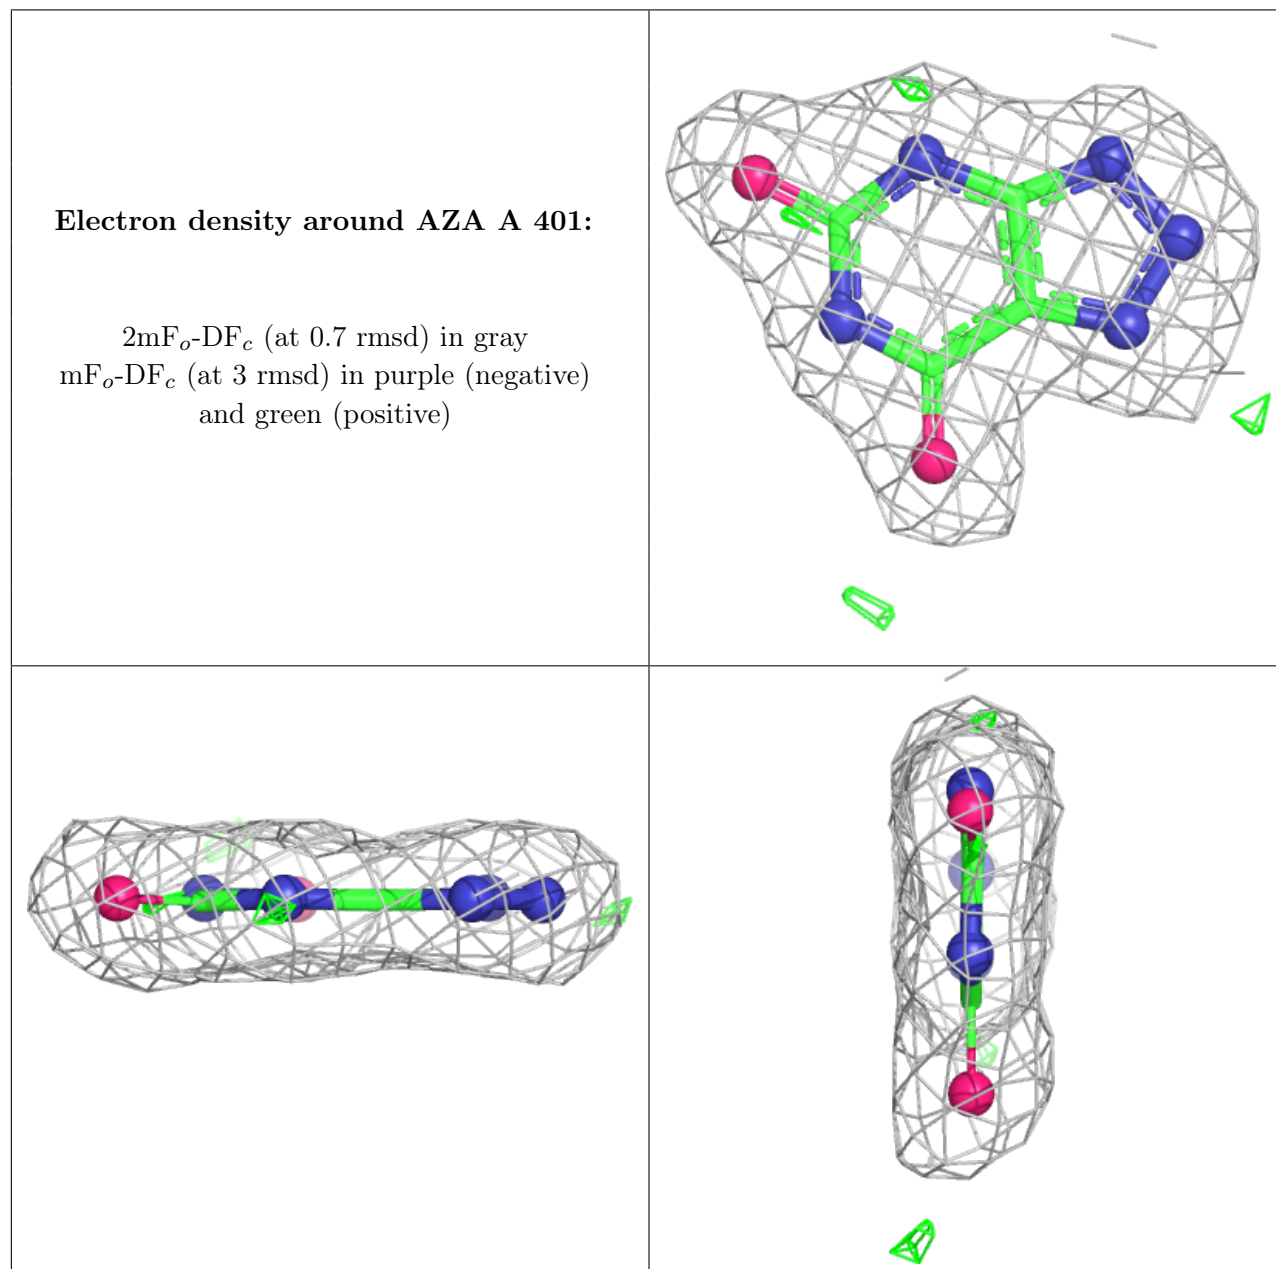 Electron density around AZA A 401:
2mFo-DFc (at 0.7 rmsd) in gray
mFo-DFc (at 3 rmsd) in purple (negative)
and green (positive)